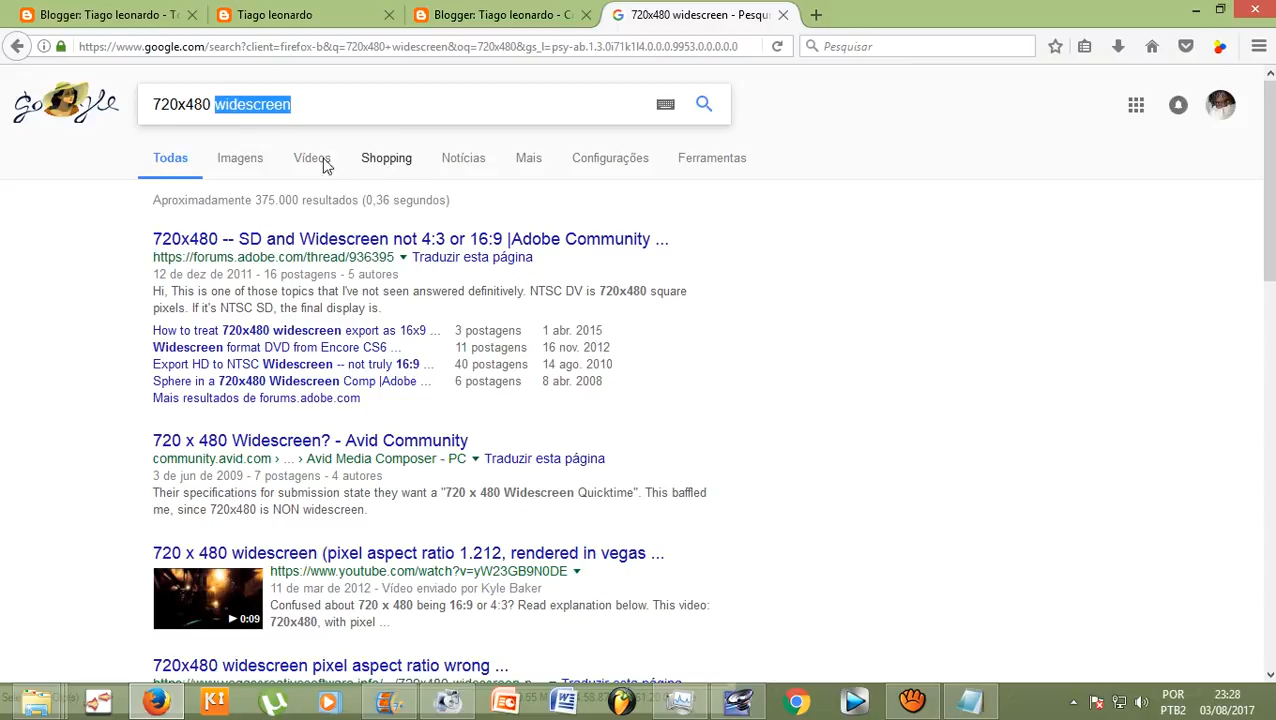 Blogger: Tiago leonardo - To
Tiago leonardo
Blogger: Tiago leonardo - C
720x480 widescreen - Pesqu
https://www.google.com/search?client=firefox-b&q=720x480+widescreen&oq=720x480&gs_l=psy-ab.1.3.0i71k1l4.0.0.0.9953.0.0.0.0.0
Pesquisar
Google
720x480 widescreen
Todas Imagens Vídeos Shopping Notícias Mais Configurações Ferramentas
Aproximadamente 375.000 resultados (0,36 segundos)
720x480 -- SD and Widescreen not 4:3 or 16:9 |Adobe Community ...
https://forums.adobe.com/thread/936395 Traduzir esta página
12 de dez de 2011 - 16 postagens - 5 autores
Hi, This is one of those topics that I've not seen answered definitively. NTSC DV is 720x480 square
pixels. If it's NTSC SD, the final display is.
How to treat 720x480 widescreen export as 16x9 ... 3 postagens 1 abr. 2015
Widescreen format DVD from Encore CS6 ... 11 postagens 16 nov. 2012
Export HD to NTSC Widescreen -- not truly 16:9 ... 40 postagens 14 ago. 2010
Sphere in a 720x480 Widescreen Comp |Adobe ... 6 postagens 8 abr. 2008
Mais resultados de forums.adobe.com
720 x 480 Widescreen? - Avid Community
community.avid.com › ... › Avid Media Composer - PC Traduzir esta página
3 de jun de 2009 - 7 postagens - 4 autores
Their specifications for submission state they want a "720 x 480 Widescreen Quicktime". This baffled
me, since 720x480 is NON widescreen.
720 x 480 widescreen (pixel aspect ratio 1.212, rendered in vegas ...
https://www.youtube.com/watch?v=yW23GB9N0DE
11 de mar de 2012 - Vídeo enviado por Kyle Baker
Confused about 720 x 480 being 16:9 or 4:3? Read explanation below. This video:
720x480, with pixel ...
0:09
720x480 widescreen pixel aspect ratio wrong ...
POR
PTB2
23:28
03/08/2017